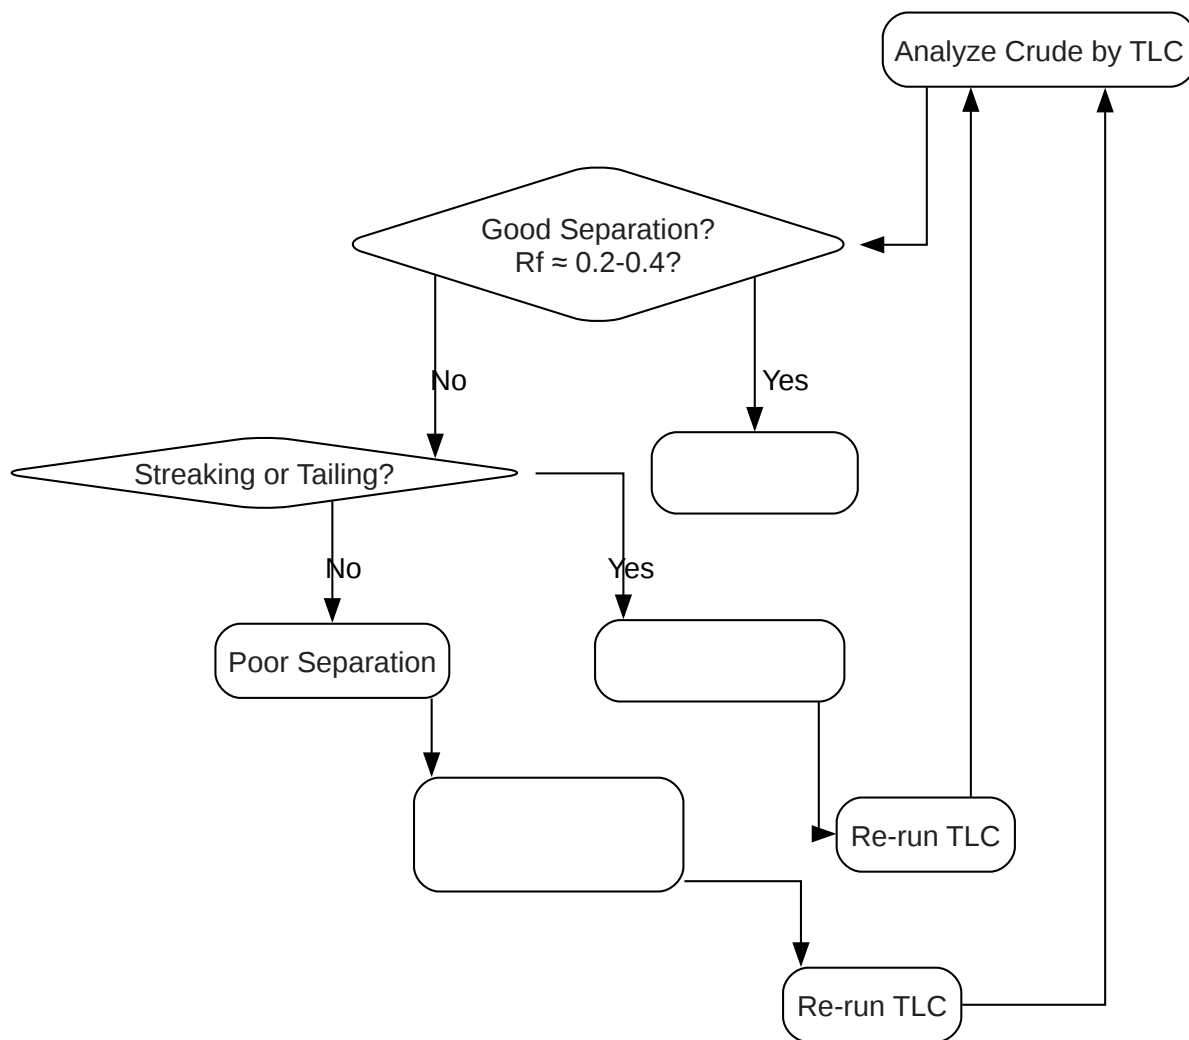 Analyze Crude by TLC
Good Separation?
Rf ≈ 0.2-0.4?
No
Yes
Streaking or Tailing?
No
Yes
Poor Separation
Re-run TLC
Re-run TLC